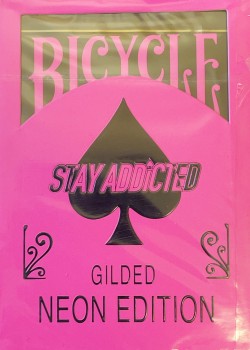 BICYCLE
STAY ADDICTED
GILDED
NEON EDITION